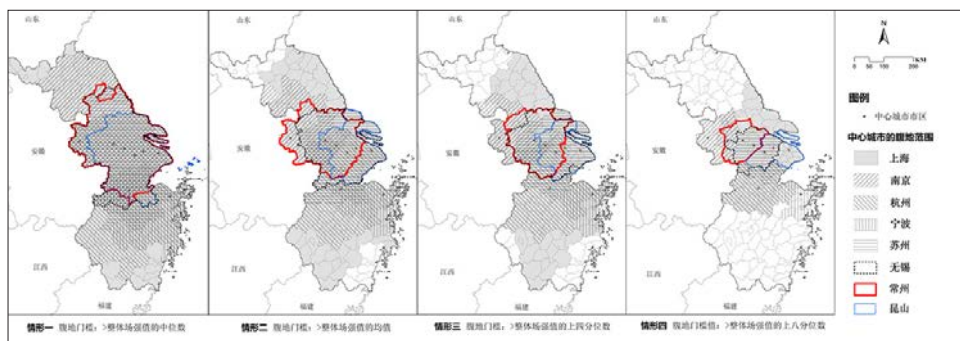 山东
安徽
江西
福建
情形一 腹地门槛：>整体场强值的中位数
山东
安徽
江西
福建
情形二 腹地门槛：>整体场强值的均值
山东
安徽
江西
福建
情形三 腹地门槛：>整体场强值的上四分位数
山东
安徽
江西
福建
情形四 腹地门槛值：>整体场强值的上八分位数
N
0 50 100 200 KM
图例
中心城市市区
中心城市的腹地范围
上海
南京
杭州
宁波
苏州
无锡
常州
昆山